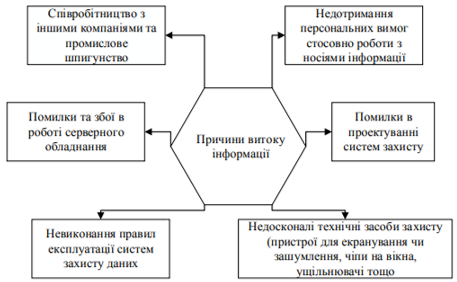 Співробітництво з
іншими компаніями та
промислове
шпигунство
Недотримання
персональних вимог
стосовно роботи з
носіями інформації
Помилки та збої в
роботі серверного
обладнання
Причини витоку
інформації
Помилки в
проектуванні
систем захисту
Невиконання правил
експлуатації систем
захисту даних
Недосконалі технічні засоби захисту
(пристрої для екранування чи
зашумлення, чіпи на вікна,
ущільнювачі тощо